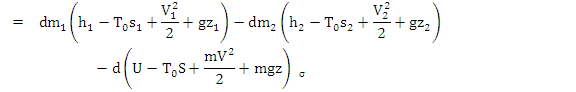 = dm₁(h₁ − T₀s₁ + V₁²/2 + gz₁) − dm₂(h₂ − T₀s₂ + V₂²/2 + gz₂)
− d(U − T₀S + mV²/2 + mgz) σ